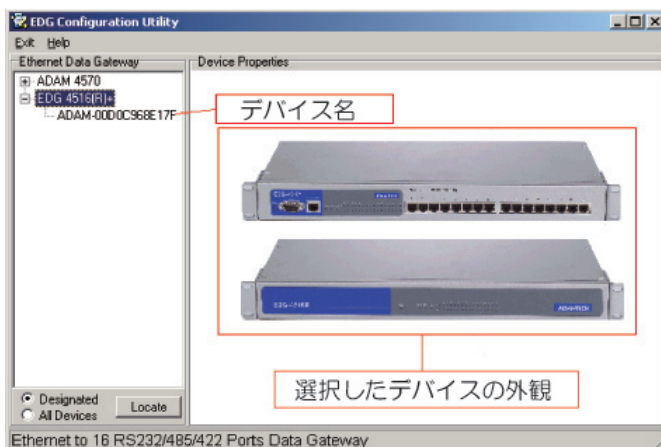 EDG Configuration Utility
Exit Help
Ethernet Data Gateway
Device Properties
ADAM 4570
EDG 4516(R)+
ADAM-00D0C968E17F
デバイス名
選択したデバイスの外観
Designated
All Devices
Locate
Ethernet to 16 RS232/485/422 Ports Data Gateway